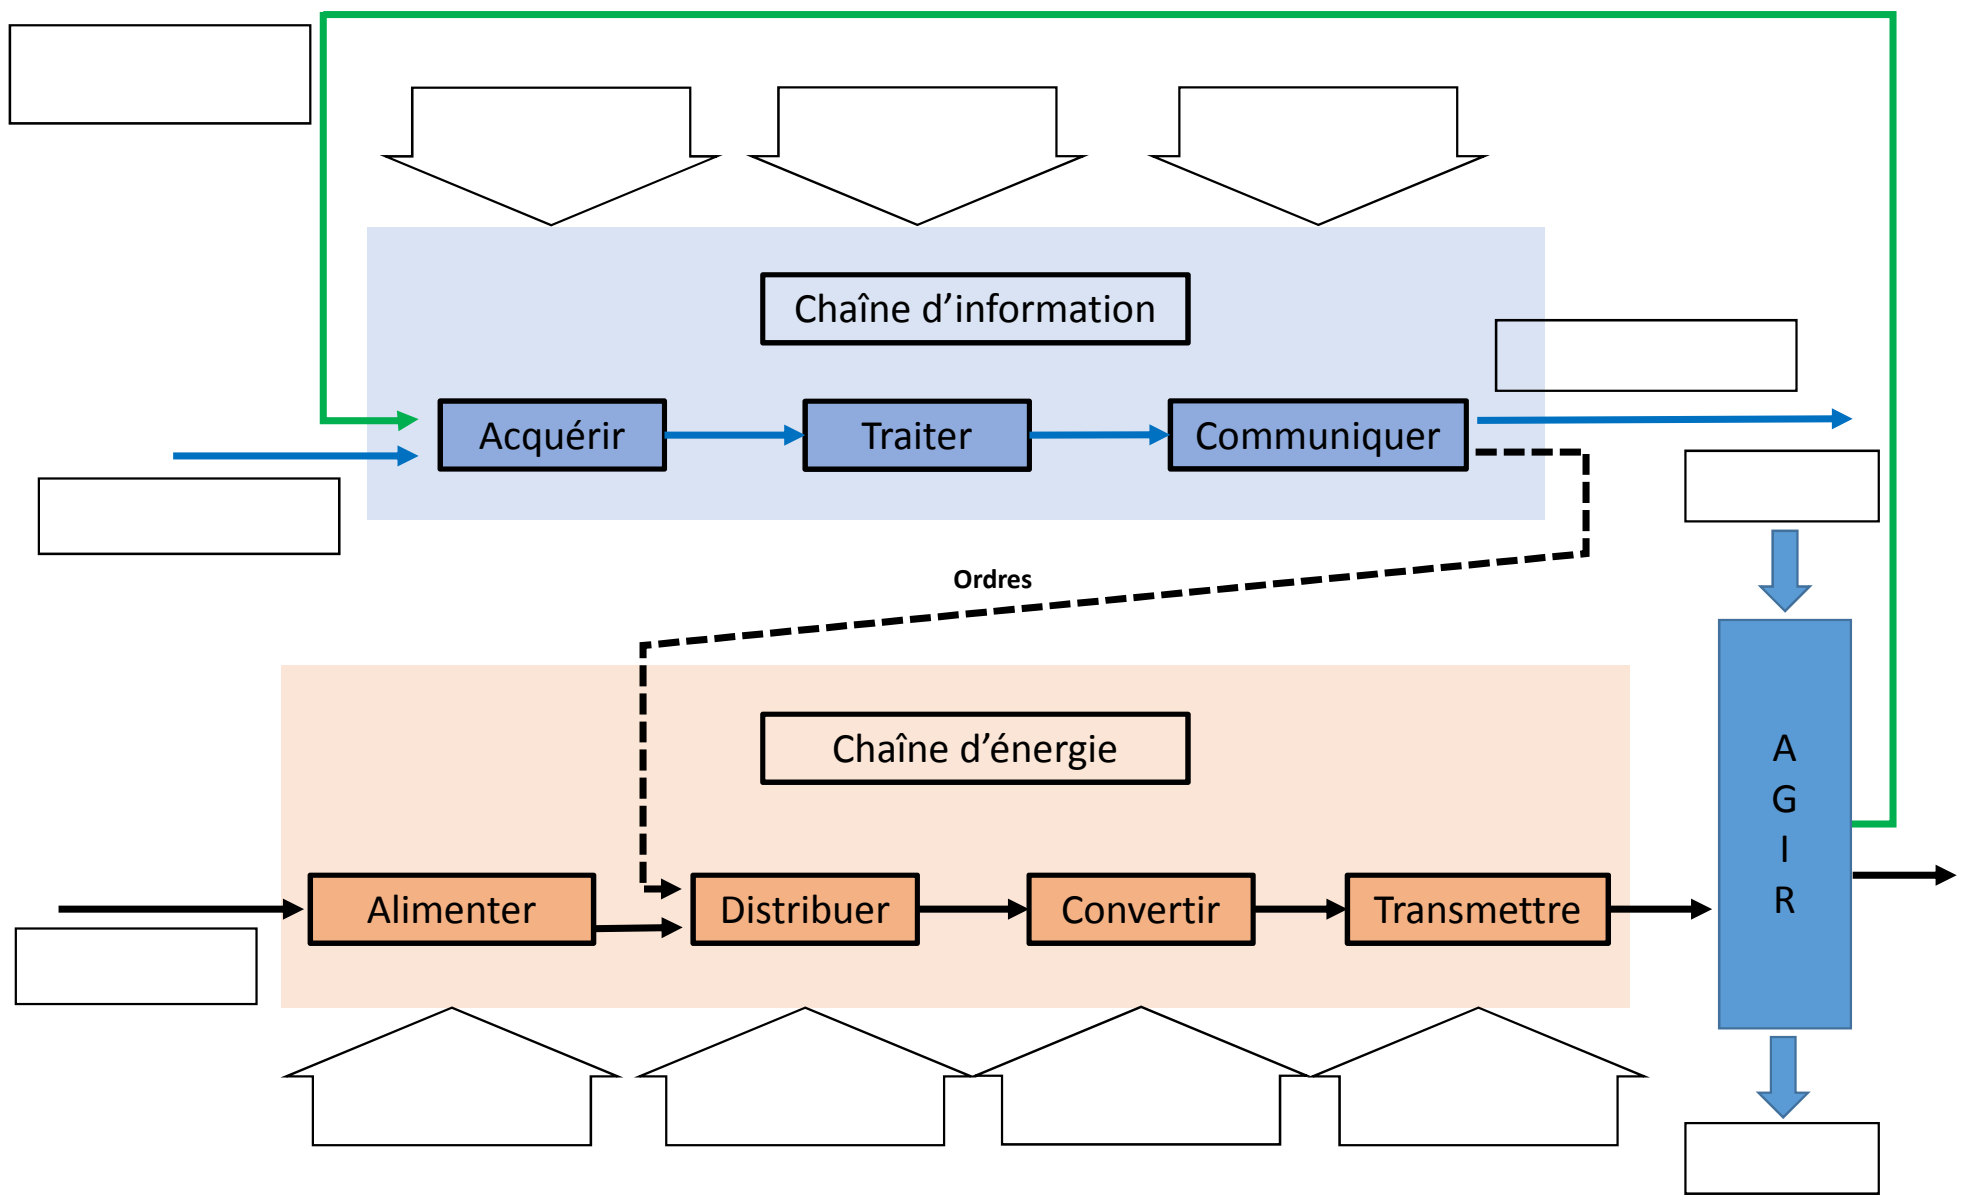 Chaîne d’information
Acquérir
Traiter
Communiquer
Ordres
Chaîne d’énergie
Alimenter
Distribuer
Convertir
Transmettre
A
G
I
R